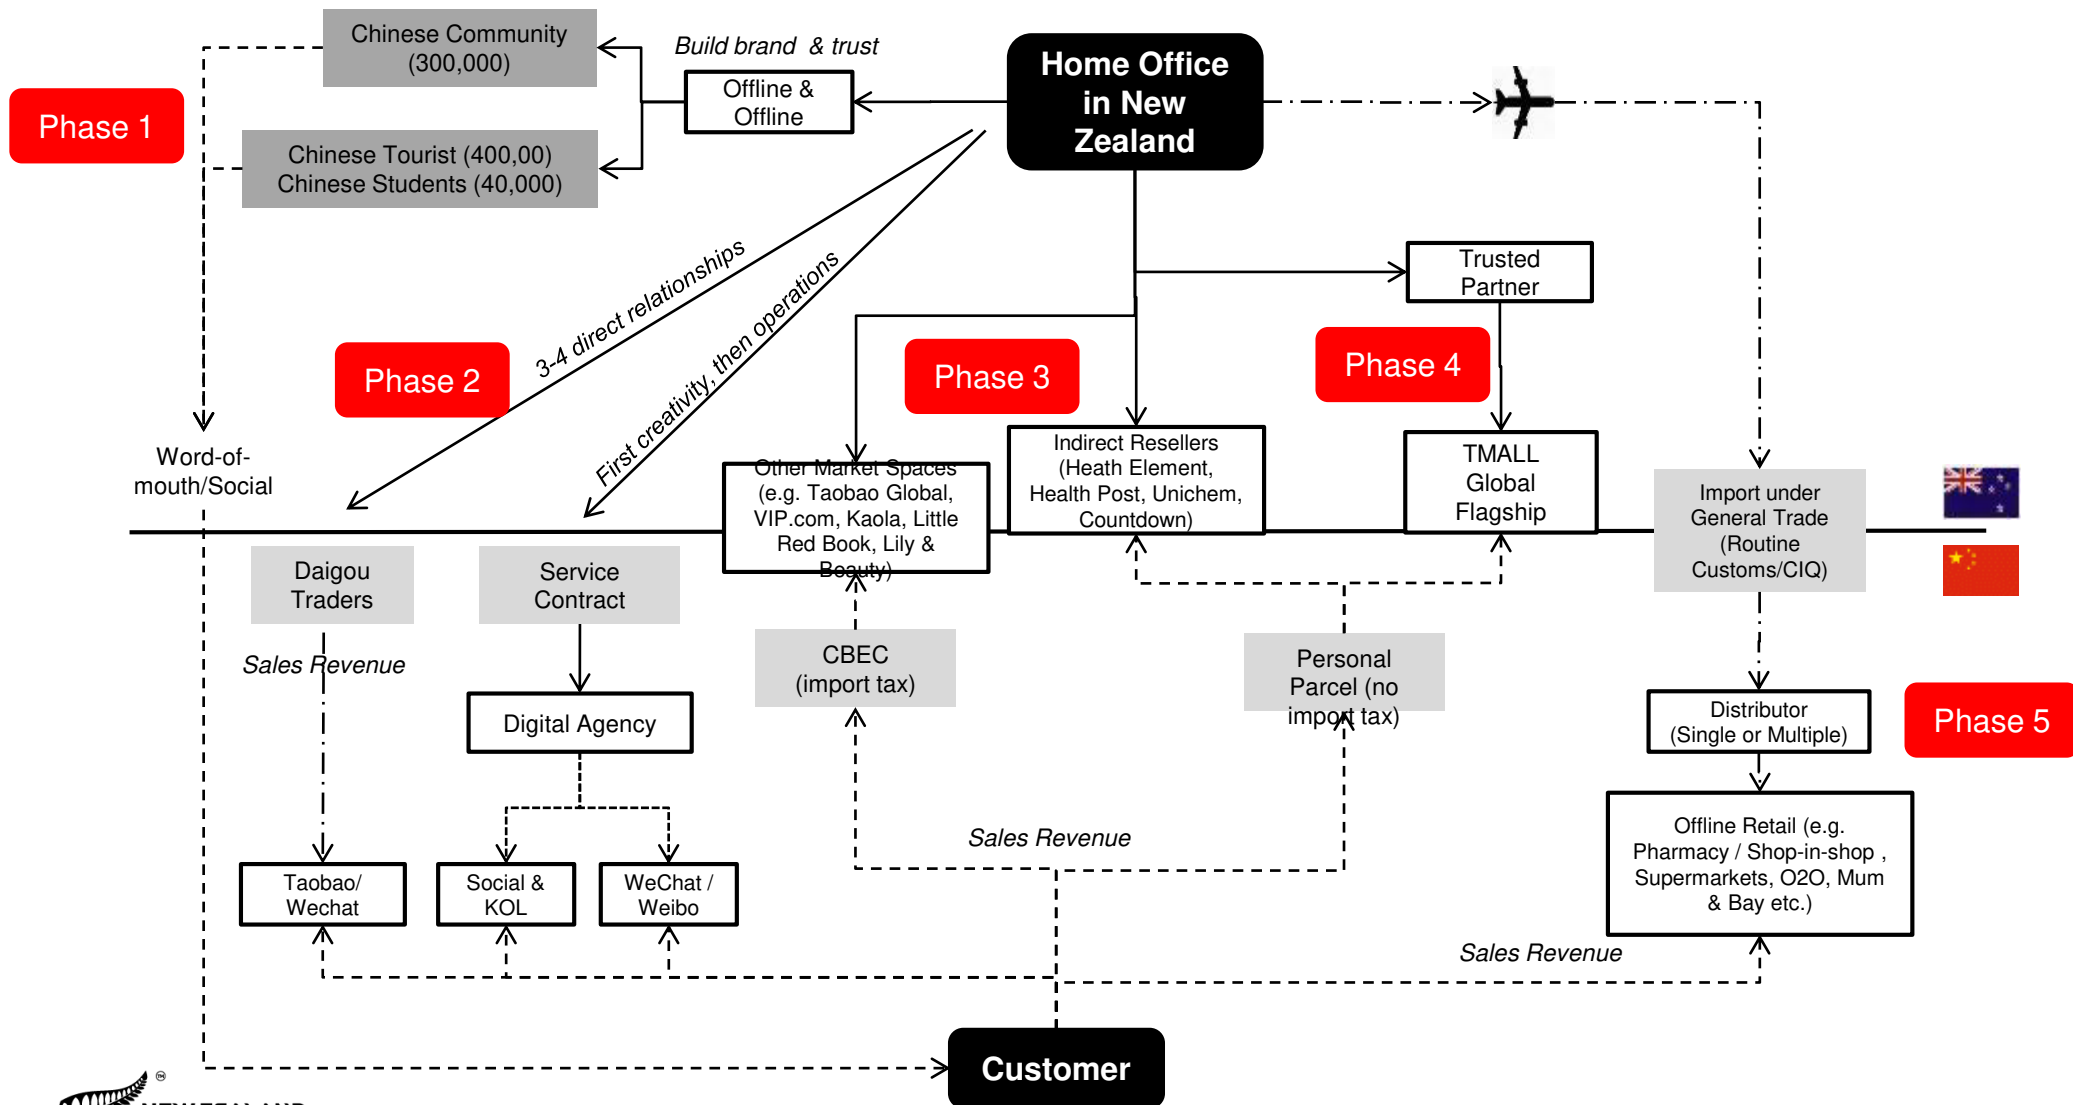 Chinese Community
(300,000)
Build brand & trust
Offline &
Offline
Home Office
in New
Zealand
Phase 1
Chinese Tourist (400,00)
Chinese Students (40,000)
3-4 direct relationships
First creativity, then operations
Trusted
Partner
Phase 2
Phase 3
Phase 4
Word-of-
mouth/Social
Other Market Spaces
(e.g. Taobao Global,
VIP.com, Kaola, Little
Red Book, Lily &
Beauty)
Indirect Resellers
(Heath Element,
Health Post, Unichem,
Countdown)
TMALL
Global
Flagship
Import under
General Trade
(Routine
Customs/CIQ)
Daigou
Traders
Service
Contract
Sales Revenue
CBEC
(import tax)
Personal
Parcel (no
import tax)
Digital Agency
Distributor
(Single or Multiple)
Phase 5
Sales Revenue
Offline Retail (e.g.
Pharmacy / Shop-in-shop ,
Supermarkets, O2O, Mum
& Bay etc.)
Taobao/
Wechat
Social &
KOL
WeChat /
Weibo
Sales Revenue
Customer